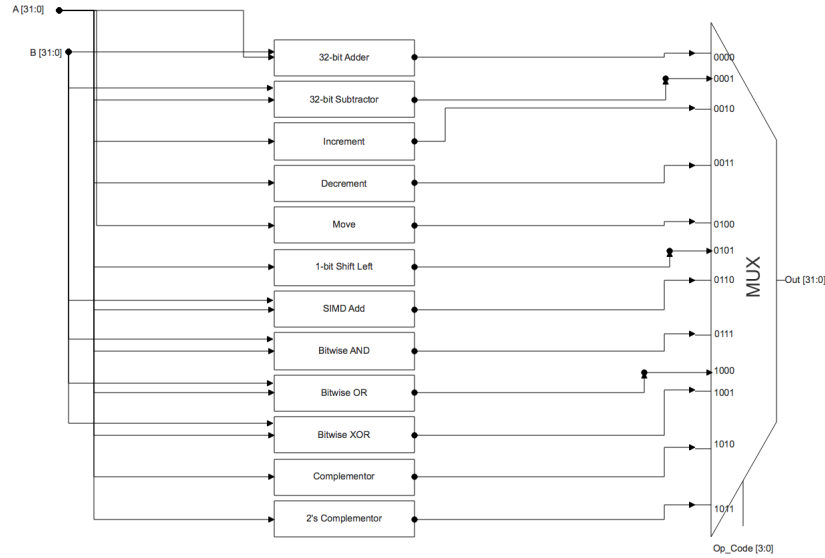 A [31:0]
B [31:0]
32-bit Adder
0000
0001
32-bit Subtractor
0010
Increment
0011
Decrement
Move
0100
0101
1-bit Shift Left
0110
MUX
Out [31:0]
SIMD Add
0111
Bitwise AND
1000
Bitwise OR
1001
Bitwise XOR
1010
Complementor
1011
2's Complementor
Op_Code [3:0]